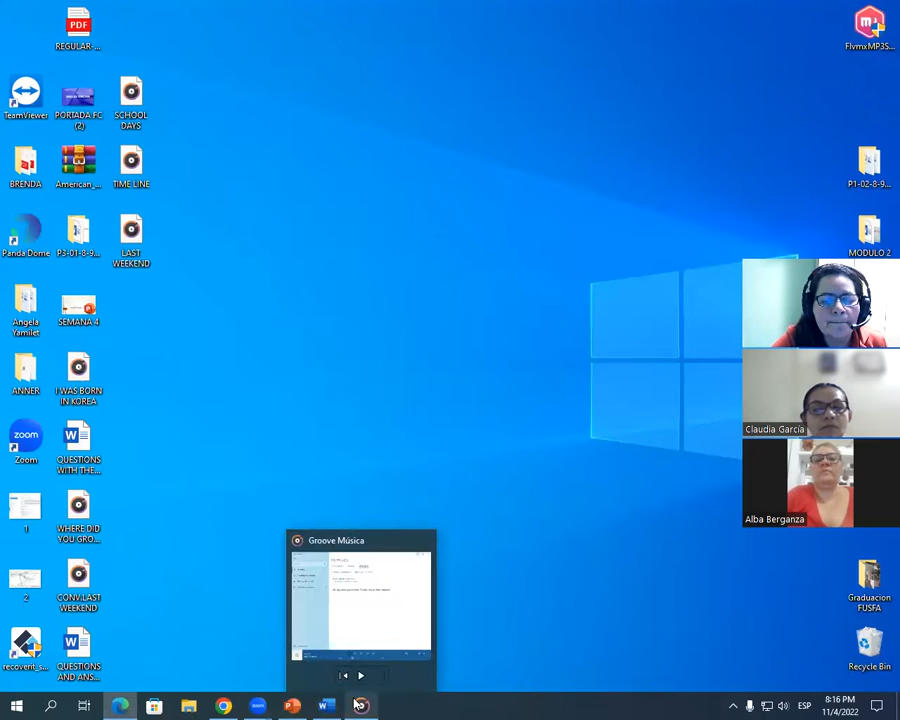 PDF
REGULAR-...
FlvmxMP3S...
TeamViewer
PORTADA FC
(2)
SCHOOL
DAYS
BRENDA
American_...
TIME LINE
P1-02-8-9...
Panda Dome
P3-01-8-9...
LAST
WEEKEND
MODULO 2
Angela
Yamilet
SEMANA 4
ANNER
I WAS BORN
IN KOREA
Claudia García
zoom
Zoom
QUESTIONS
WITH THE...
Alba Berganza
1
WHERE DID
YOU GRO...
Groove Música
2
CONV.LAST
WEEKEND
Graduacion
FUSFA
recoverit_s...
QUESTIONS
AND ANS...
Recycle Bin
ESP
8:16 PM
11/4/2022